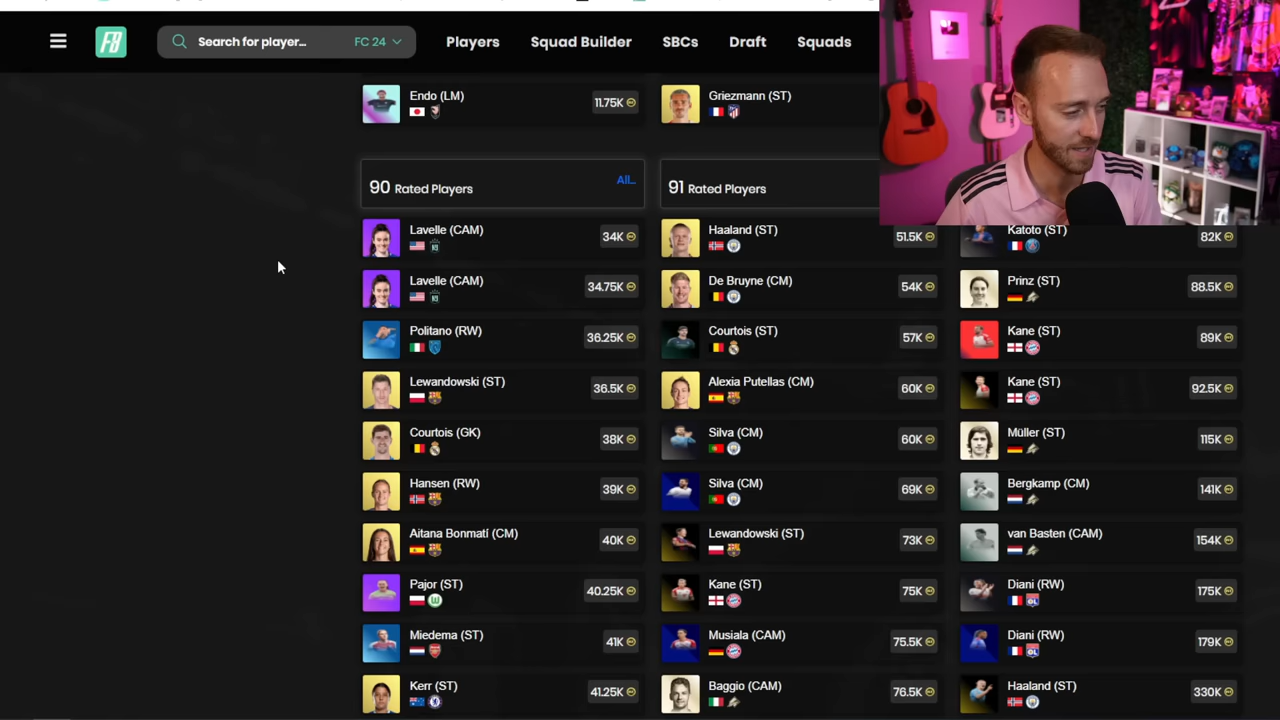 FB
Search for player...
FC 24
Players
Squad Builder
SBCs
Draft
Squads
Endo (LM)
11.75K
Griezmann (ST)
90 Rated Players
All...
Lavelle (CAM)
34K
Lavelle (CAM)
34.75K
Politano (RW)
36.25K
Lewandowski (ST)
36.5K
Courtois (GK)
38K
Hansen (RW)
39K
Aitana Bonmatí (CM)
40K
Pajor (ST)
40.25K
Miedema (ST)
41K
Kerr (ST)
41.25K
91 Rated Players
Haaland (ST)
51.5K
De Bruyne (CM)
54K
Courtois (ST)
57K
Alexia Putellas (CM)
60K
Silva (CM)
60K
Silva (CM)
69K
Lewandowski (ST)
73K
Kane (ST)
75K
Musiala (CAM)
75.5K
Baggio (CAM)
76.5K
Katoto (ST)
82K
Prinz (ST)
88.5K
Kane (ST)
89K
Kane (ST)
92.5K
Müller (ST)
115K
Bergkamp (CM)
141K
van Basten (CAM)
154K
Diani (RW)
175K
Diani (RW)
179K
Haaland (ST)
330K